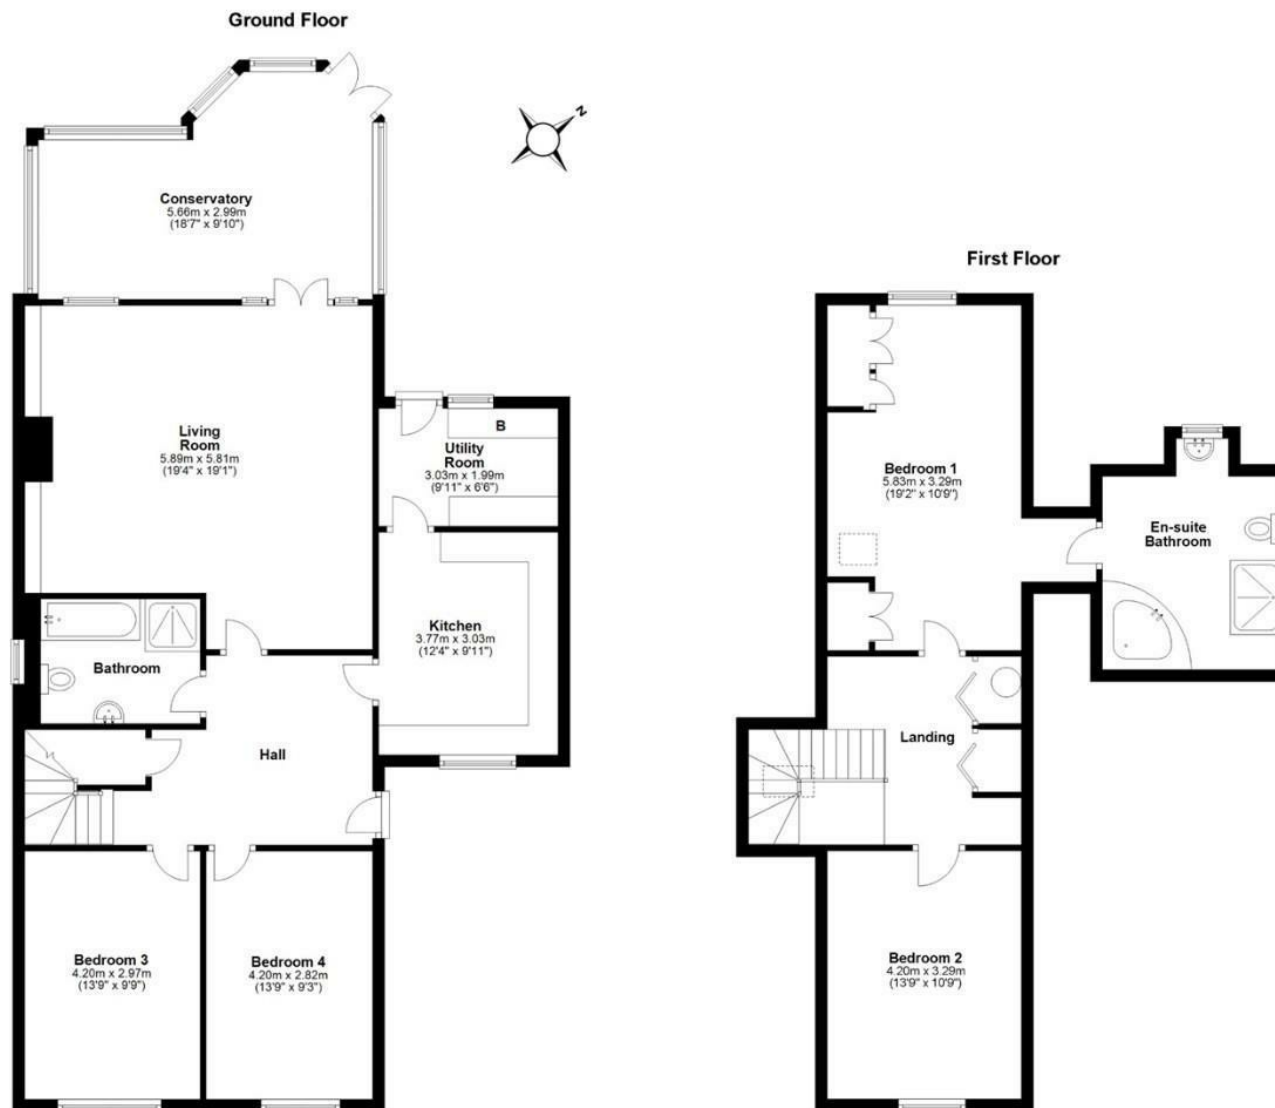 Ground Floor
N
Conservatory
5.66m x 2.99m
(18'7" x 9'10")
Living
Room
5.89m x 5.81m
(19'4" x 19'1")
B
Utility
Room
3.03m x 1.99m
(9'11" x 6'6")
Kitchen
3.77m x 3.03m
(12'4" x 9'11")
Bathroom
Hall
Bedroom 3
4.20m x 2.97m
(13'9" x 9'9")
Bedroom 4
4.20m x 2.82m
(13'9" x 9'3")
First Floor
Bedroom 1
5.83m x 3.29m
(19'2" x 10'9")
En-suite
Bathroom
Landing
Bedroom 2
4.20m x 3.29m
(13'9" x 10'9")